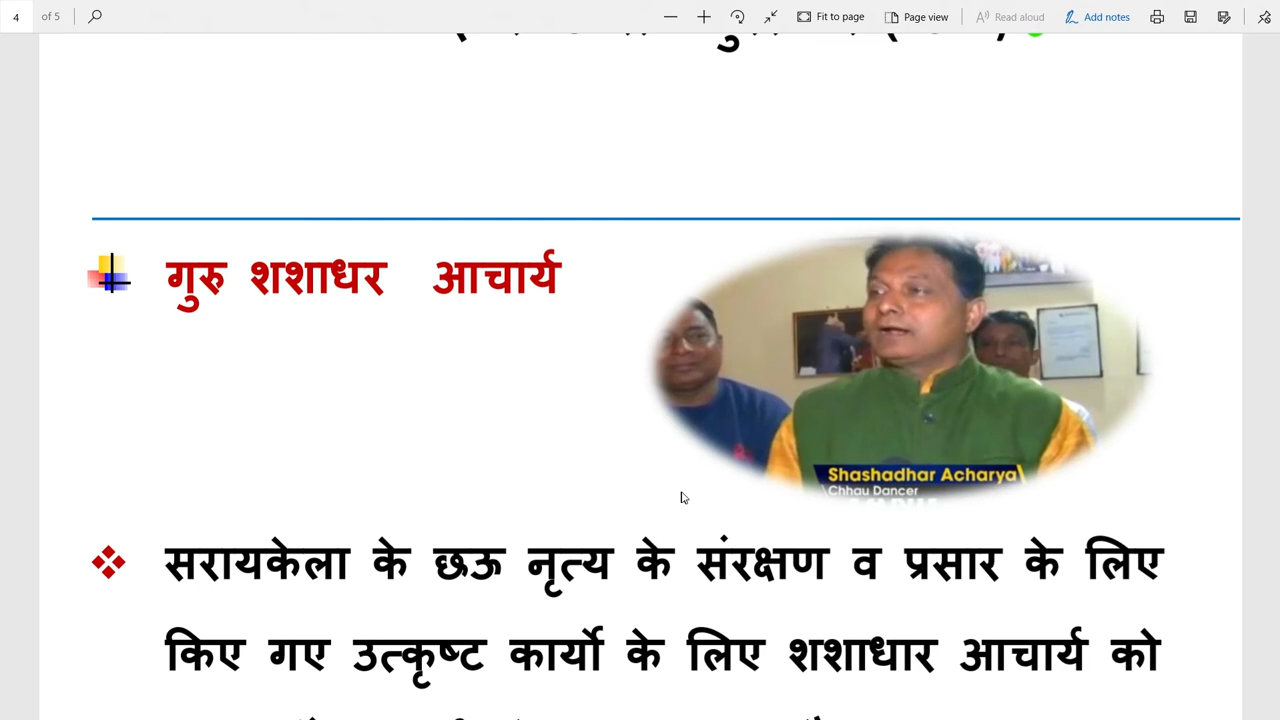 4 of 5 Fit to page Page view Read aloud Add notes
गुरु शशाधर आचार्य
Shashadhar Acharya
Chhau Dancer
सरायकेला के छऊ नृत्य के संरक्षण व प्रसार के लिए
किए गए उत्कृष्ट कार्यो के लिए शशाधार आचार्य को